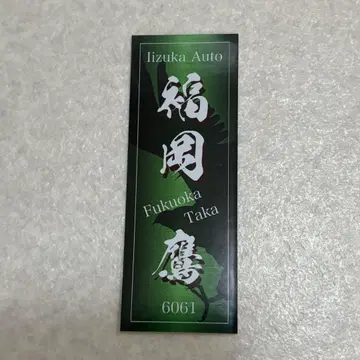 Iizuka Auto
福岡
Fukuoka
Taka
鷹
6061